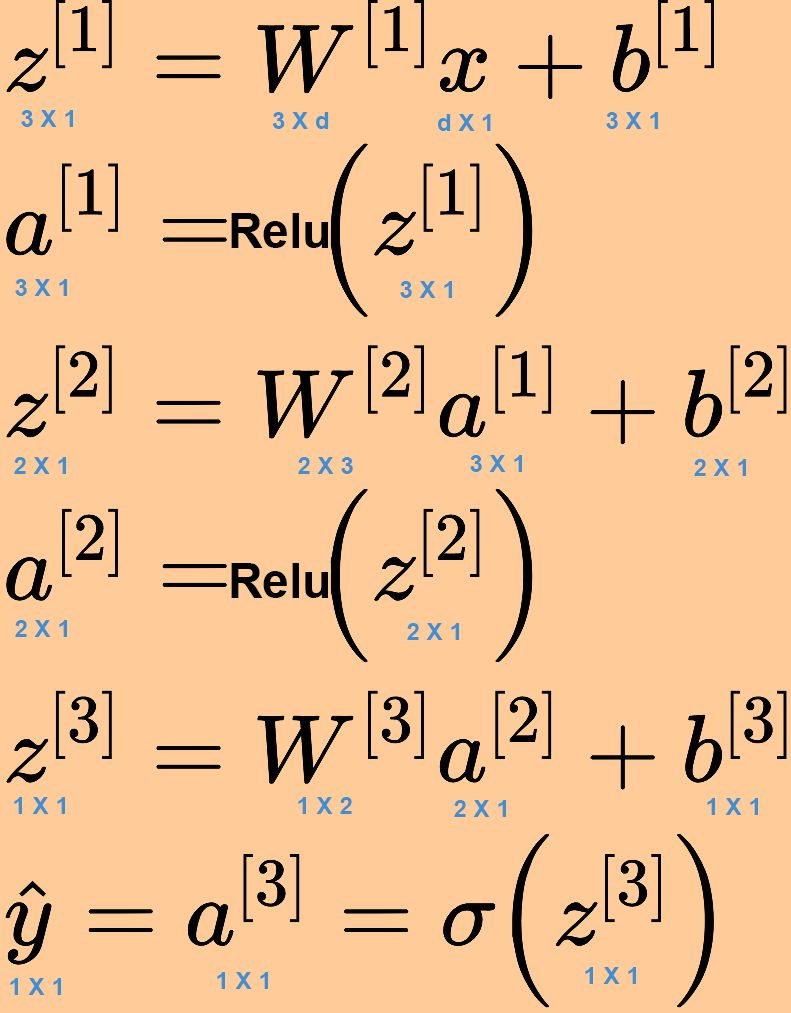 z^[1] = W^[1] x + b^[1]
3 X 1 3 X d d X 1 3 X 1
a^[1] = Relu(z^[1])
3 X 1 3 X 1
z^[2] = W^[2] a^[1] + b^[2]
2 X 1 2 X 3 3 X 1 2 X 1
a^[2] = Relu(z^[2])
2 X 1 2 X 1
z^[3] = W^[3] a^[2] + b^[3]
1 X 1 1 X 2 2 X 1 1 X 1
ŷ = a^[3] = σ(z^[3])
1 X 1 1 X 1 1 X 1